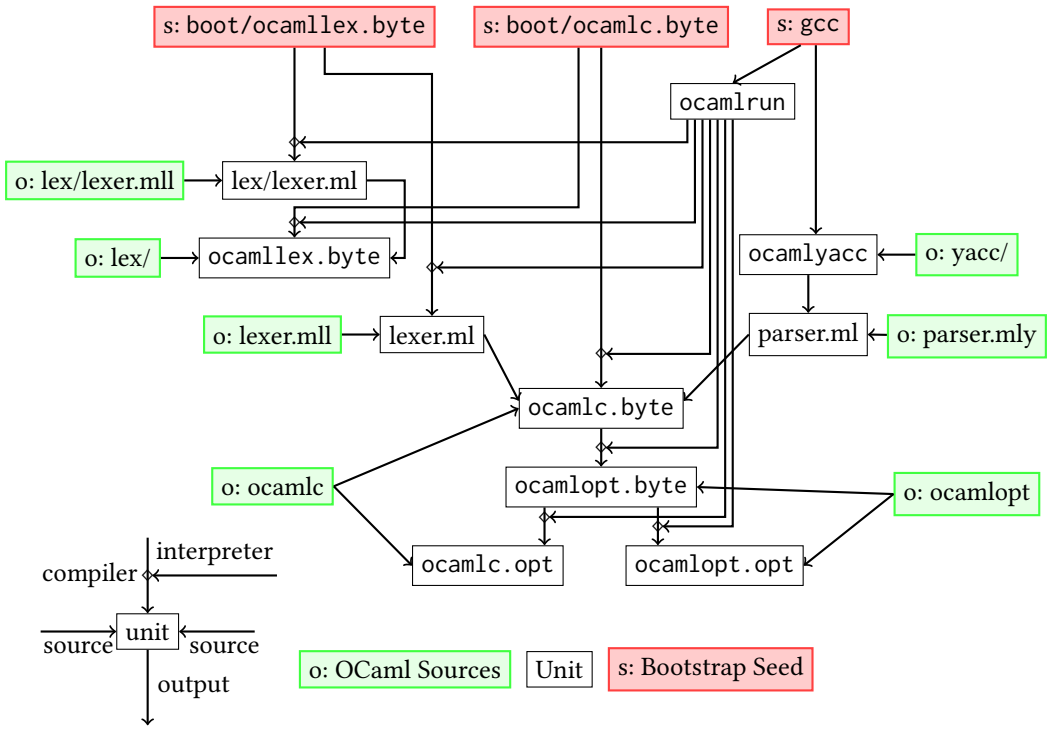 s: boot/ocamllex.byte
s: boot/ocamlc.byte
s: gcc
ocamlrun
o: lex/lexer.mll
lex/lexer.ml
o: lex/
ocamllex.byte
ocamlyacc
o: yacc/
o: lexer.mll
lexer.ml
parser.ml
o: parser.mly
ocamlc.byte
o: ocamlc
ocamlopt.byte
o: ocamlopt
ocamlc.opt
ocamlopt.opt
interpreter
compiler
unit
source
source
output
o: OCaml Sources
Unit
s: Bootstrap Seed